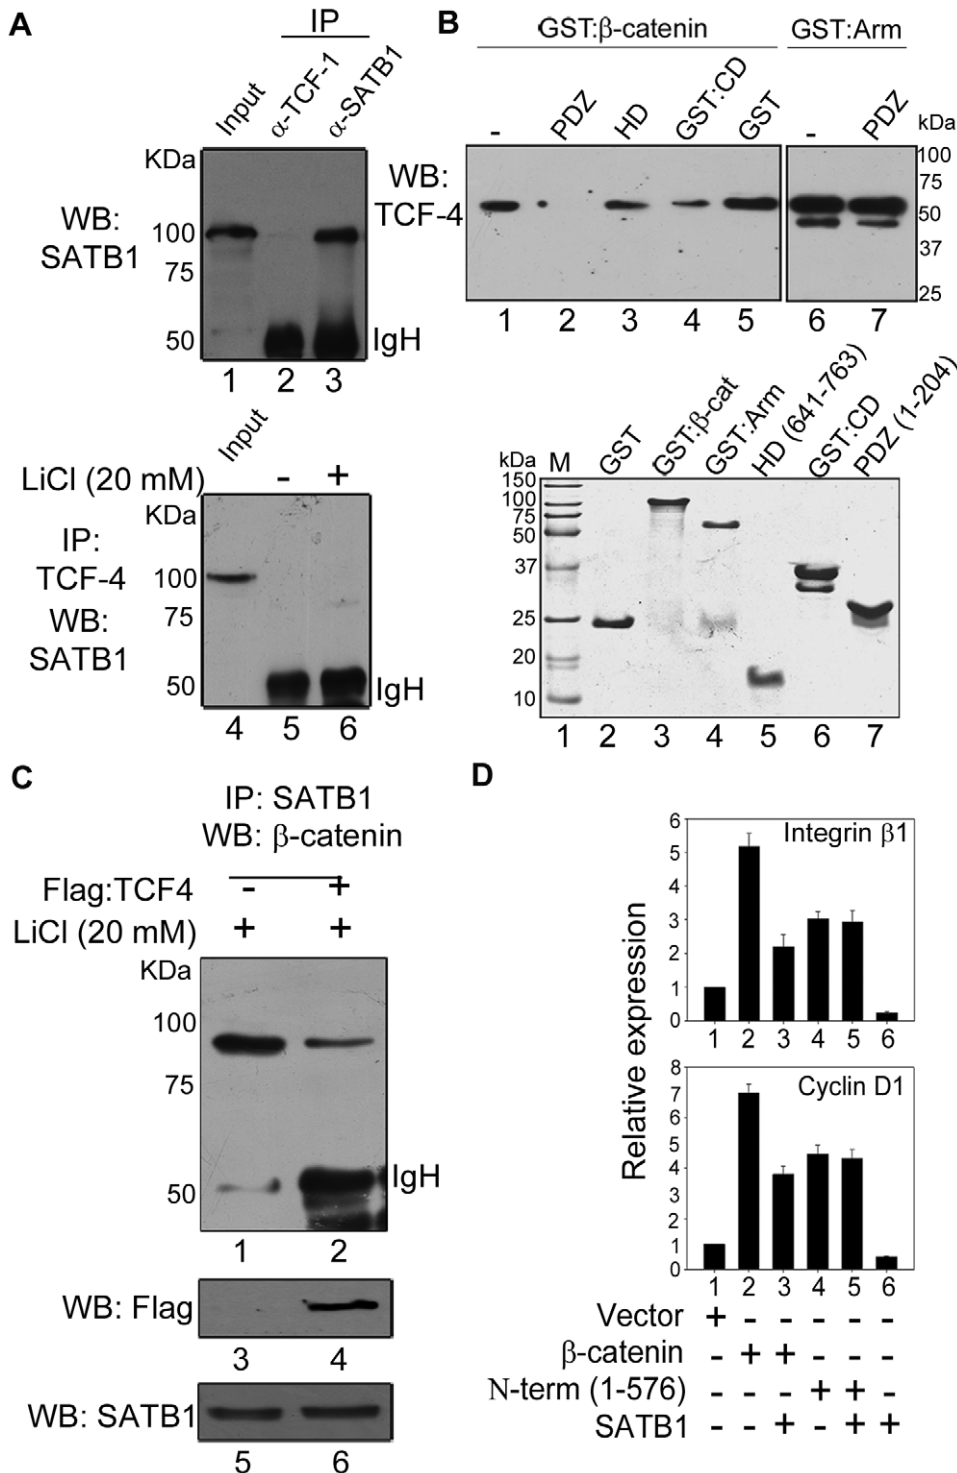 A
IP
Input
α-TCF-1
α-SATB1
KDa
WB:
SATB1
100
75
50
IgH
1 2 3
Input
LiCl (20 mM) - +
KDa
IP:
TCF-4
WB:
SATB1
100
75
50
IgH
4 5 6
B
GST:β-catenin
GST:Arm
- PDZ HD GST:CD GST - PDZ
kDa
WB:
TCF-4
100
75
50
37
25
1 2 3 4 5 6 7
kDa M GST GST:β-cat GST:Arm HD (641-763) GST:CD PDZ (1-204)
150
100
75
50
37
25
20
10
1 2 3 4 5 6 7
C
IP: SATB1
WB: β-catenin
Flag:TCF4 - +
LiCl (20 mM) + +
KDa
100
75
50
IgH
1 2
WB: Flag
3 4
WB: SATB1
5 6
D
Relative expression
Integrin β1
6
5
4
3
2
1
0
1 2 3 4 5 6
Cyclin D1
8
7
6
5
4
3
2
1
0
1 2 3 4 5 6
Vector + - - - - -
β-catenin - + + - - -
N-term (1-576) - - - + + -
SATB1 - - + - + +